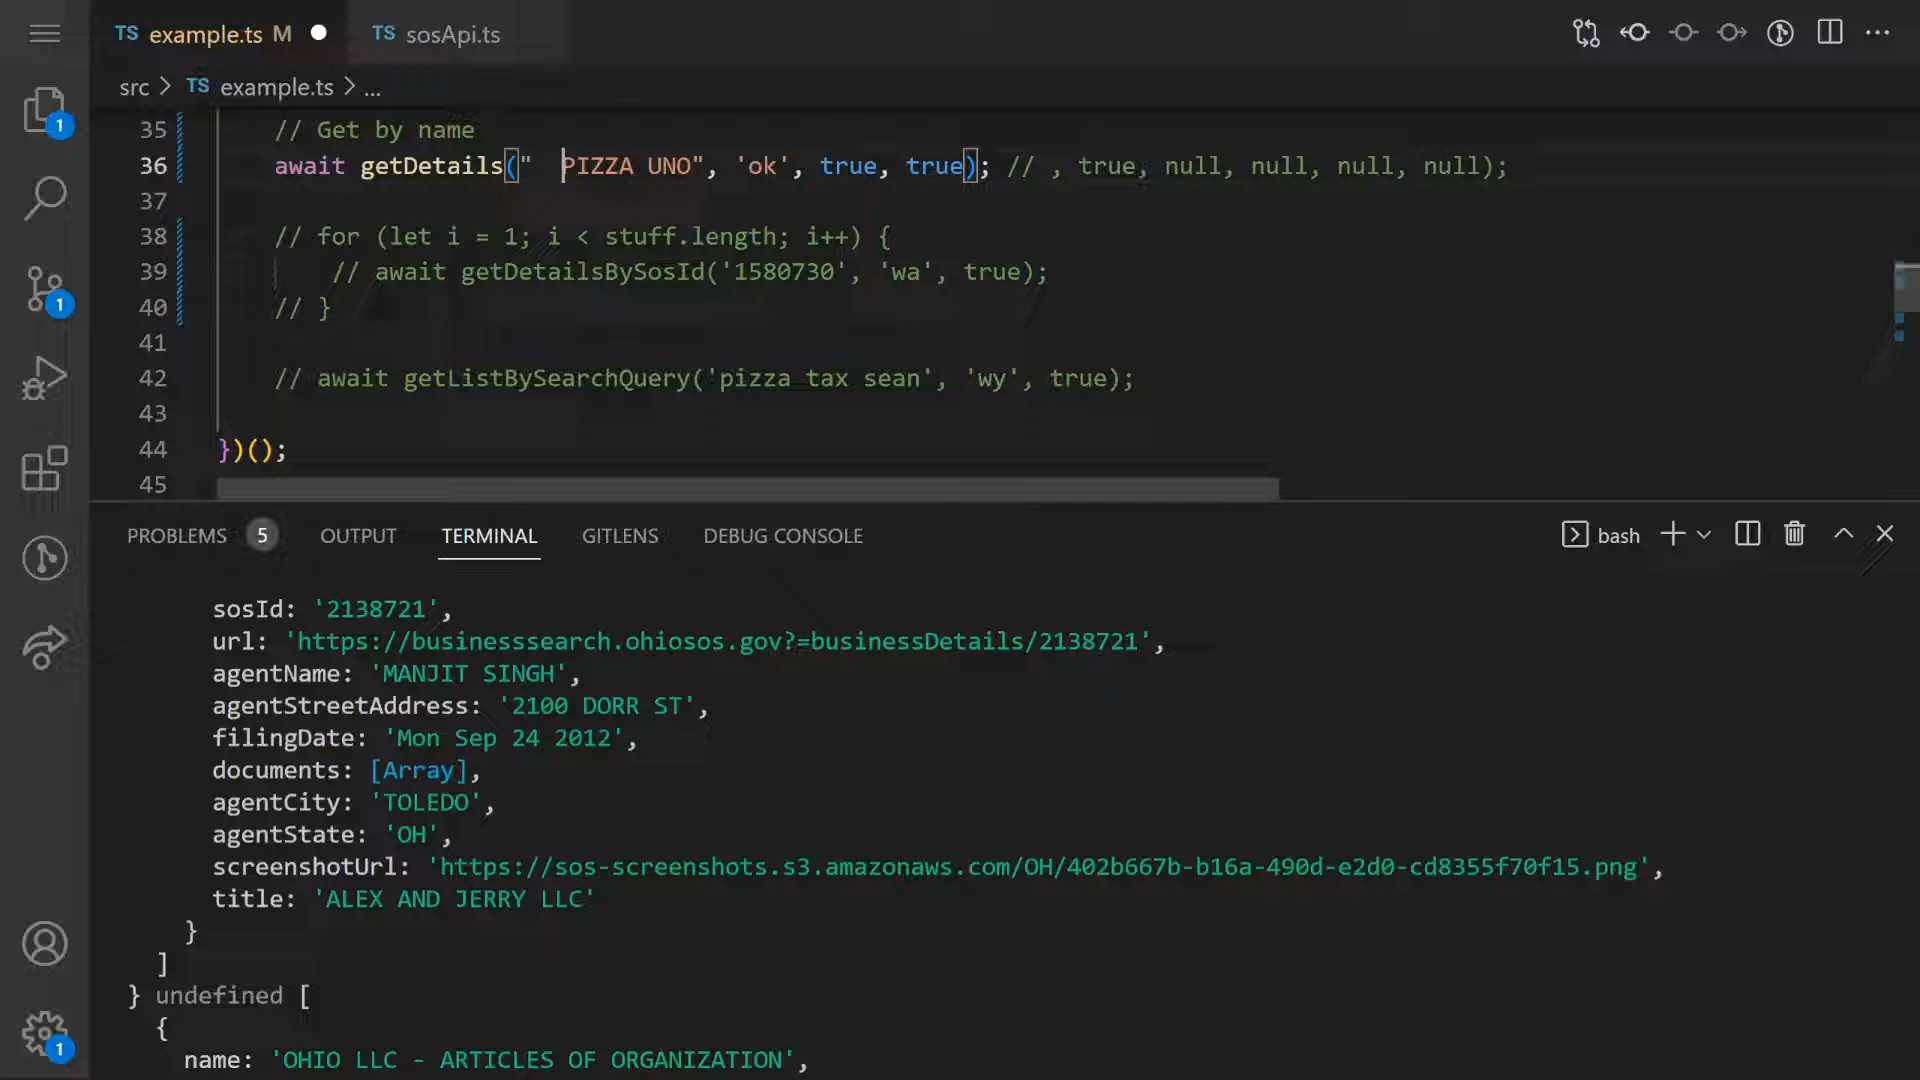 TS example.ts M
TS sosApi.ts
src > TS example.ts > ...
35 // Get by name
36 await getDetails("  PIZZA UNO", 'ok', true, true); // , true, null, null, null, null);
37
38 // for (let i = 1; i < stuff.length; i++) {
39 // await getDetailsBySosId('1580730', 'wa', true);
40 // }
41
42 // await getListBySearchQuery('pizza tax sean', 'wy', true);
43
44 })();
45
1
1
1
PROBLEMS 5 OUTPUT TERMINAL GITLENS DEBUG CONSOLE
bash
sosId: '2138721',
url: 'https://businesssearch.ohiosos.gov?=businessDetails/2138721',
agentName: 'MANJIT SINGH',
agentStreetAddress: '2100 DORR ST',
filingDate: 'Mon Sep 24 2012',
documents: [Array],
agentCity: 'TOLEDO',
agentState: 'OH',
screenshotUrl: 'https://sos-screenshots.s3.amazonaws.com/OH/402b667b-b16a-490d-e2d0-cd8355f70f15.png',
title: 'ALEX AND JERRY LLC'
}
]
} undefined [
{
name: 'OHIO LLC - ARTICLES OF ORGANIZATION',